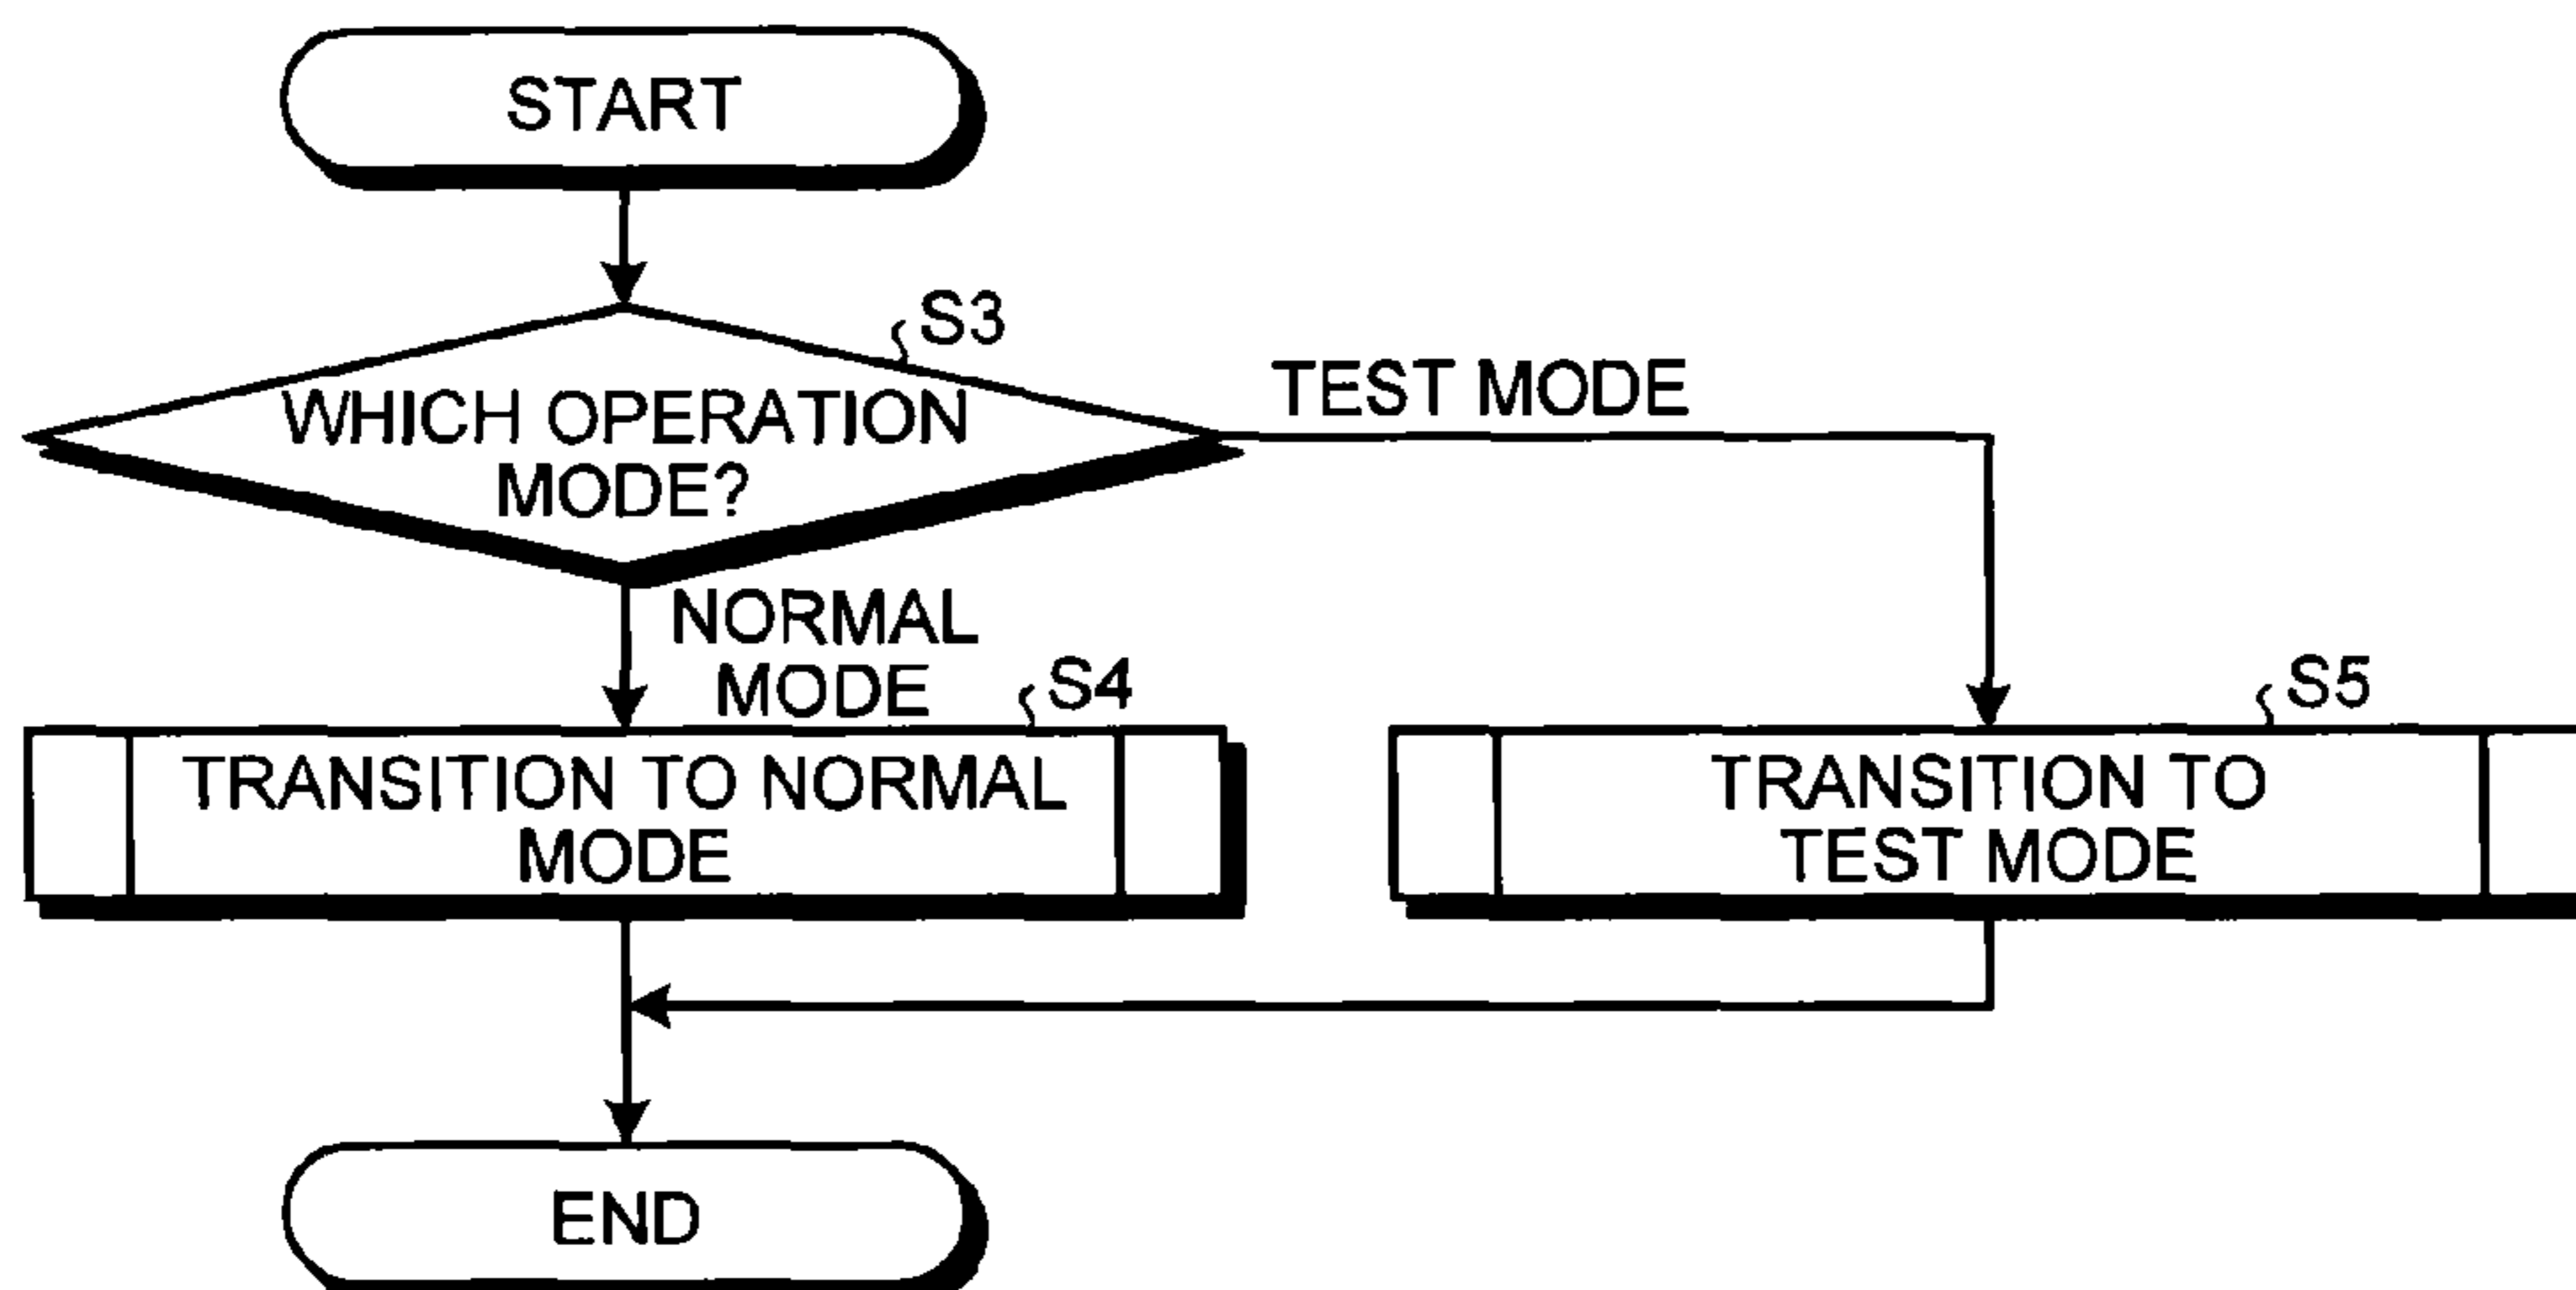 START
S3
WHICH OPERATION
MODE?
TEST MODE
NORMAL
MODE
S4
TRANSITION TO NORMAL
MODE
S5
TRANSITION TO
TEST MODE
END